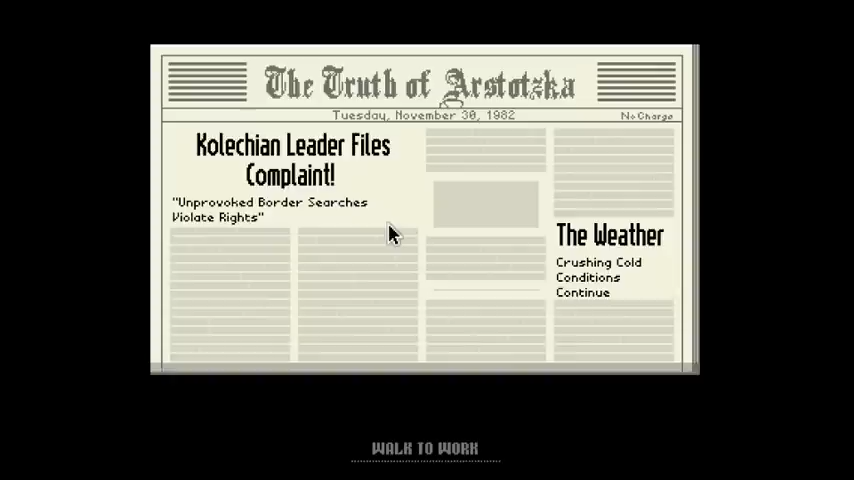 The Truth of Arstotzka
Tuesday, November 30, 1982
No Charge
Kolechian Leader Files
Complaint!
"Unprovoked Border Searches
Violate Rights"
The Weather
Crushing Cold
Conditions
Continue
WALK TO WORK